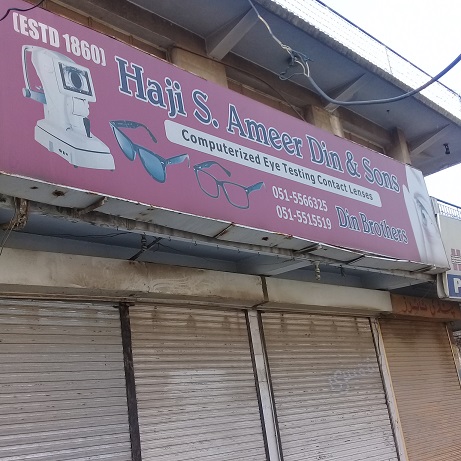 [ESTD 1860]
Haji S. Ameer Din & Sons
Computerized Eye Testing Contact Lenses
051-5566325
051-5515519
Din Brothers